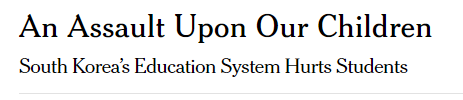 An Assault Upon Our Children
South Korea’s Education System Hurts Students